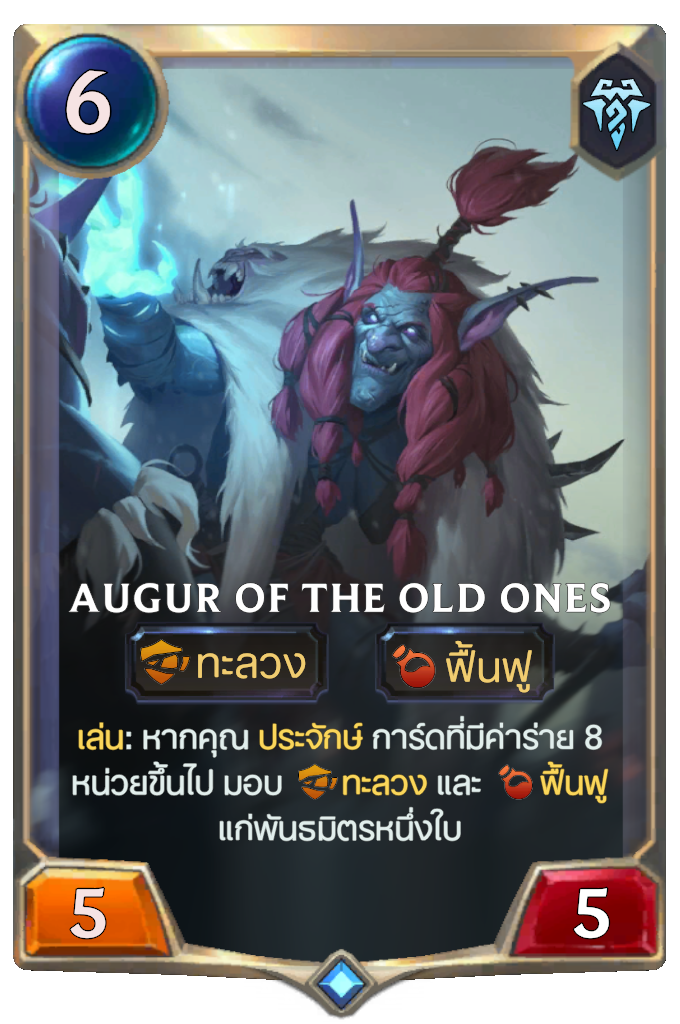 6
AUGUR OF THE OLD ONES
ทะลวง ฟื้นฟู
เล่น: หากคุณ ประจักษ์ การ์ดที่มีค่าร่าย 8
หน่วยขึ้นไป มอบ ทะลวง และ ฟื้นฟู
แก่พันธมิตรหนึ่งใบ
5 5